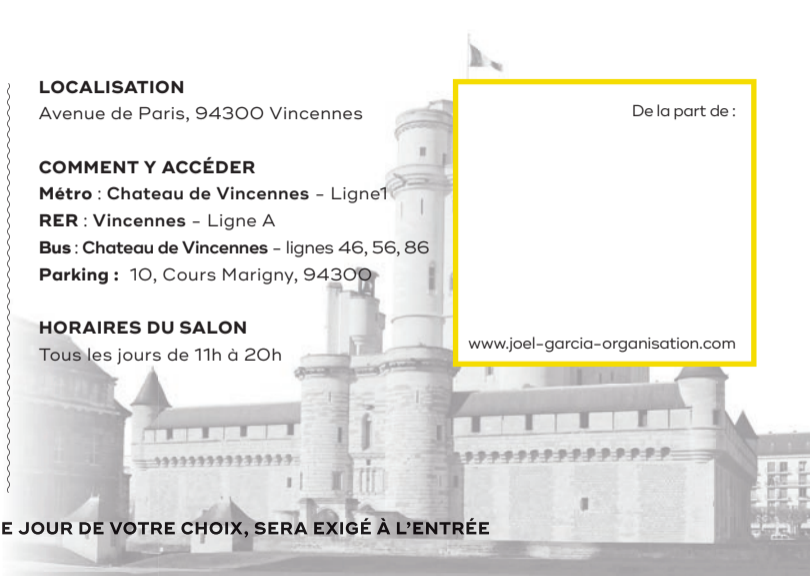 LOCALISATION
Avenue de Paris, 94300 Vincennes
COMMENT Y ACCÉDER
Métro : Chateau de Vincennes – Ligne1
RER : Vincennes – Ligne A
Bus : Chateau de Vincennes – lignes 46, 56, 86
Parking : 10, Cours Marigny, 94300
HORAIRES DU SALON
Tous les jours de 11h à 20h
De la part de :
www.joel-garcia-organisation.com
E JOUR DE VOTRE CHOIX, SERA EXIGÉ À L’ENTRÉE